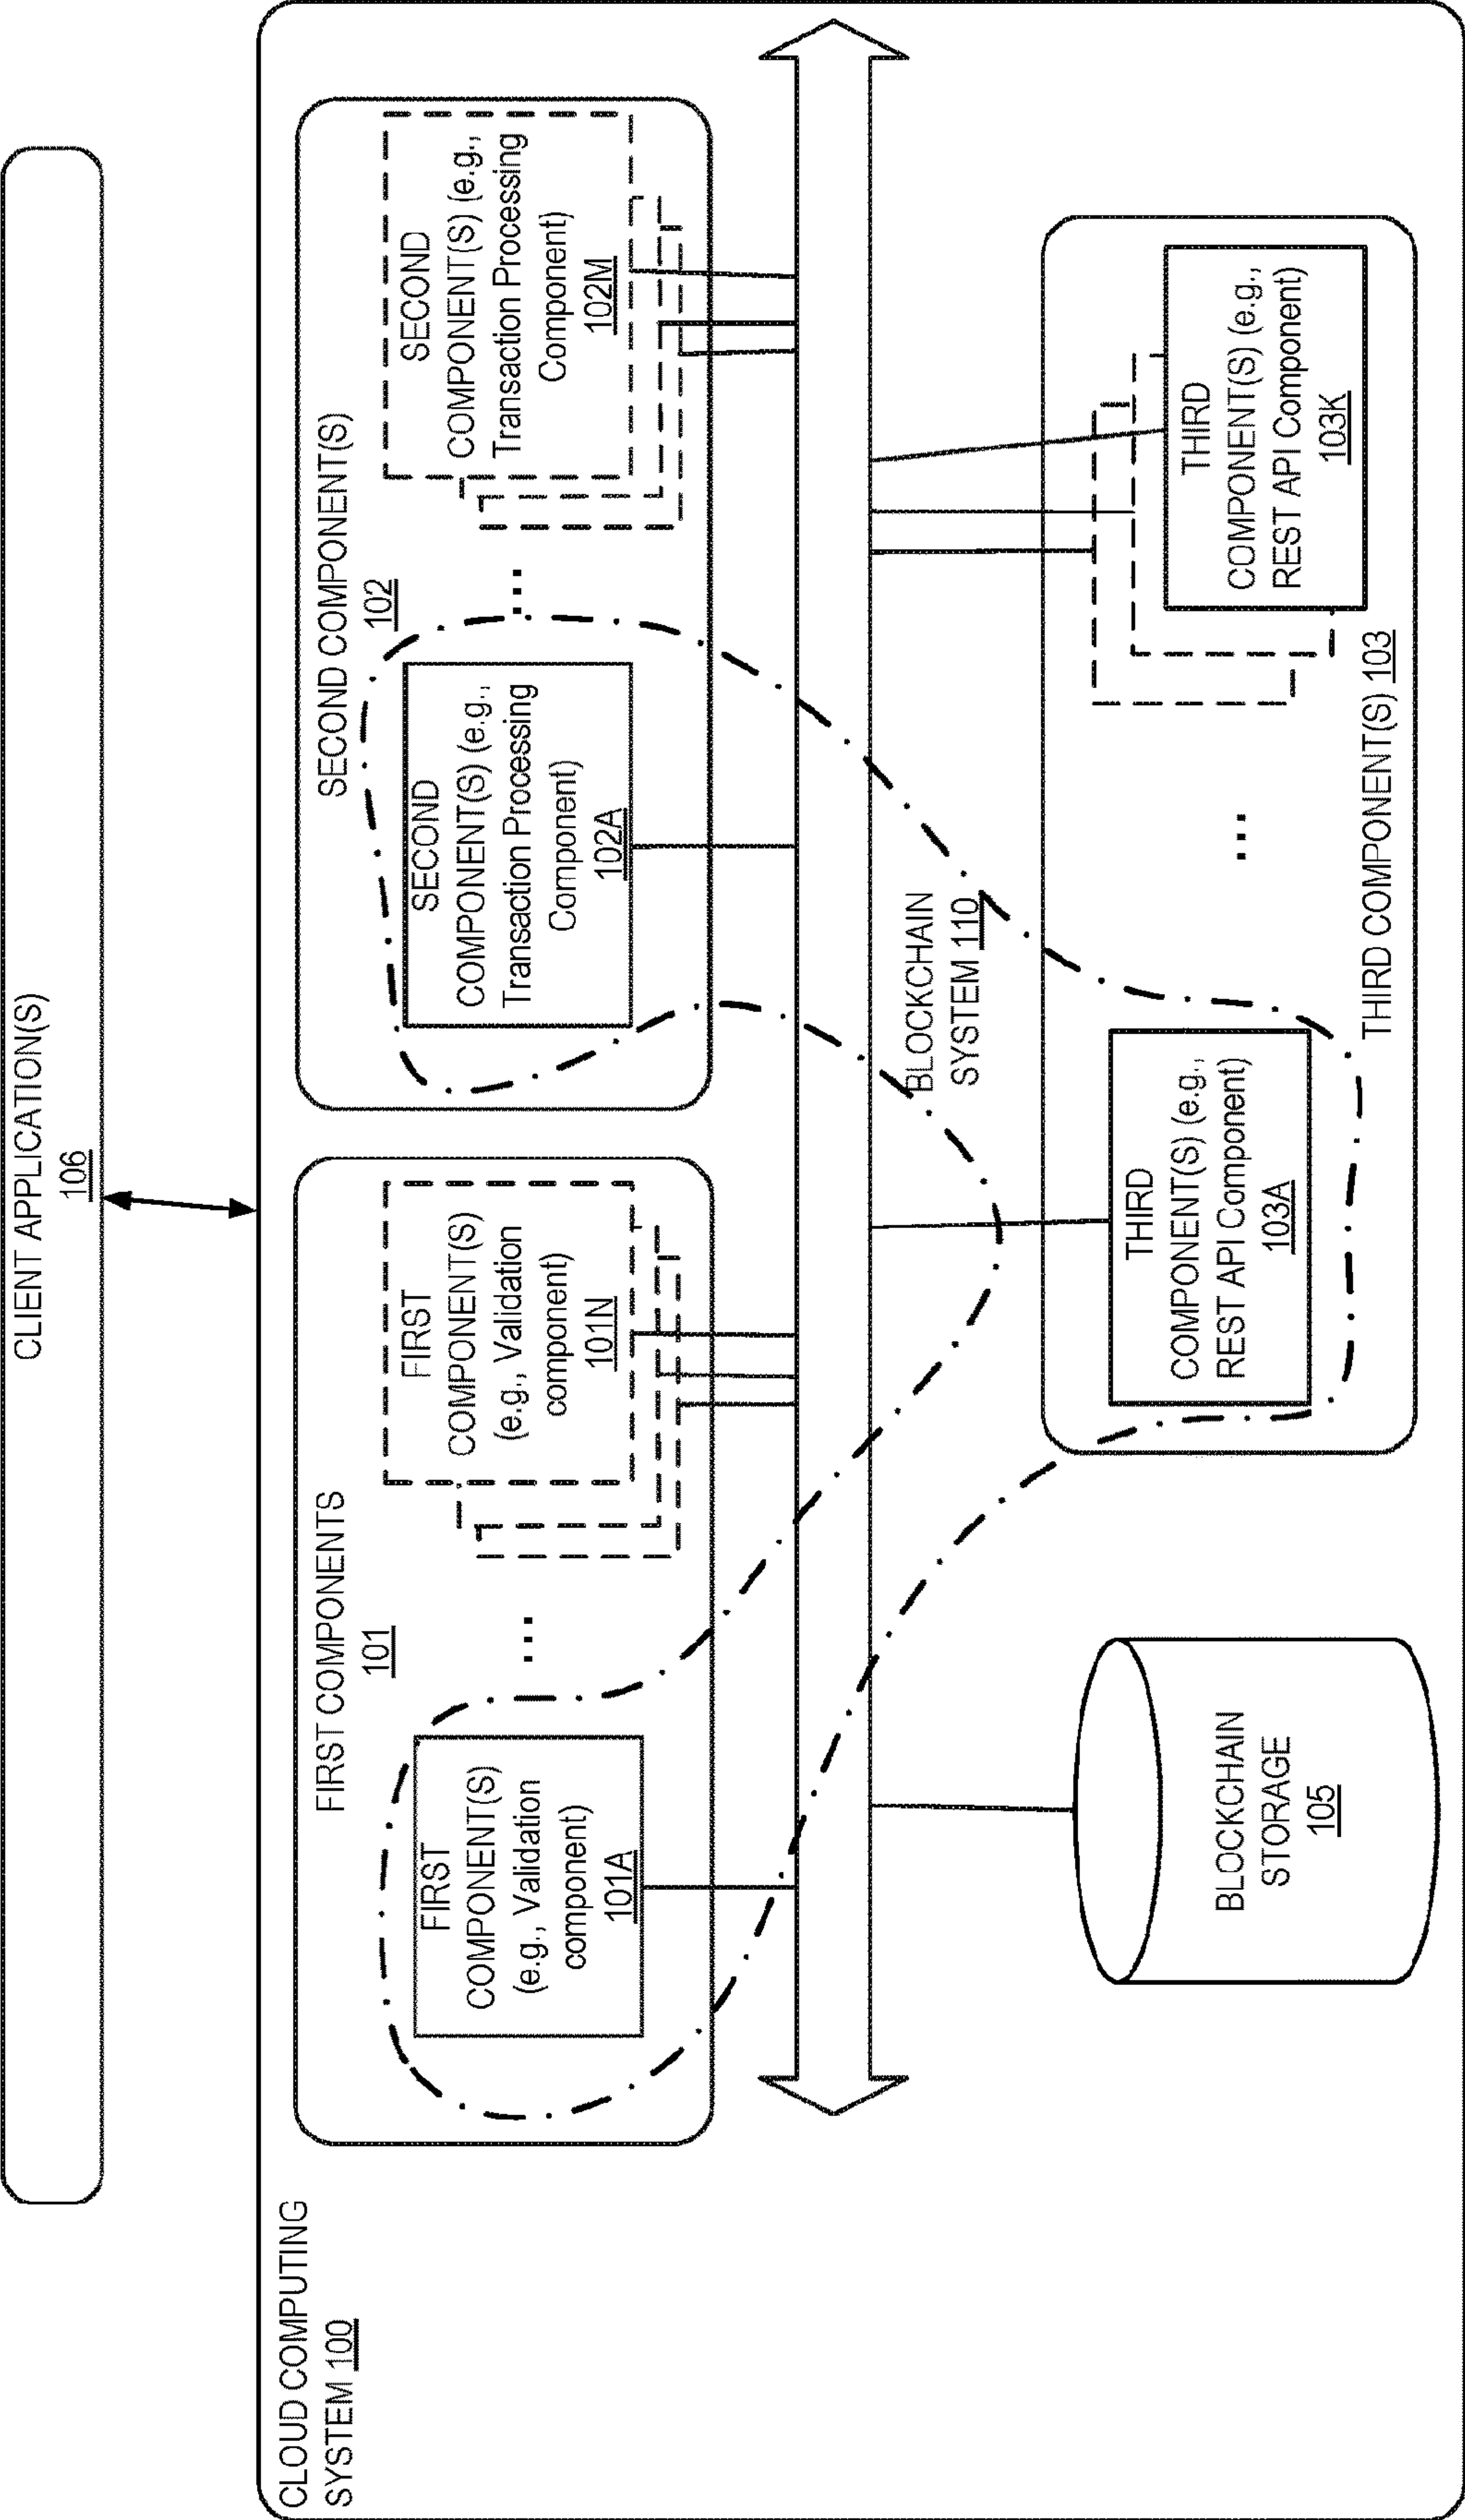 CLIENT APPLICATION(S)
106
CLOUD COMPUTING
SYSTEM 100
FIRST COMPONENTS
101
FIRST
COMPONENT(S)
(e.g., Validation
component)
101A
...
FIRST
COMPONENT(S)
(e.g., Validation
component)
101N
SECOND COMPONENT(S)
102
SECOND
COMPONENT(S) (e.g.,
Transaction Processing
Component)
102A
...
SECOND
COMPONENT(S) (e.g.,
Transaction Processing
Component)
102M
BLOCKCHAIN
SYSTEM 110
BLOCKCHAIN
STORAGE
105
THIRD
COMPONENT(S) (e.g.,
REST API Component)
103A
...
THIRD
COMPONENT(S) (e.g.,
REST API Component)
103K
THIRD COMPONENT(S) 103